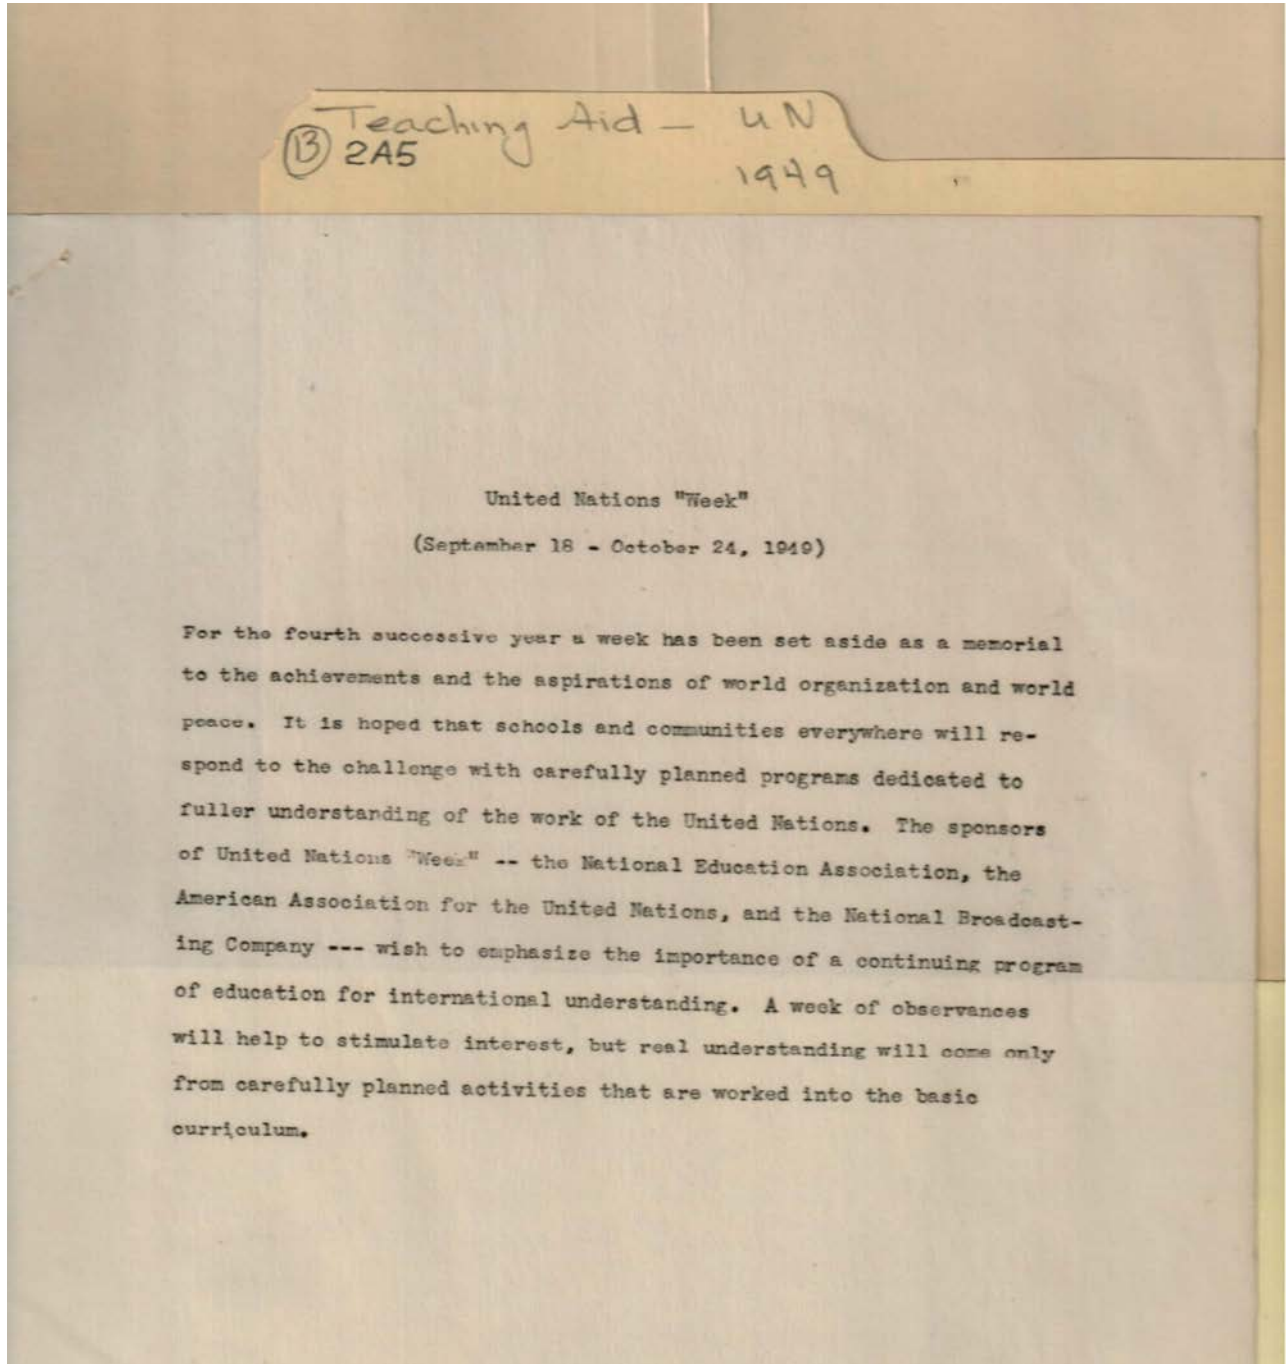 Teaching Aid - UN
13 2A5
1949
United Nations "Week"
(September 18 - October 24, 1949)
For the fourth successive year a week has been set aside as a memorial
to the achievements and the aspirations of world organization and world
peace. It is hoped that schools and communities everywhere will re-
spond to the challenge with carefully planned programs dedicated to
fuller understanding of the work of the United Nations. The sponsors
of United Nations "Week" -- the National Education Association, the
American Association for the United Nations, and the National Broadcast-
ing Company --- wish to emphasize the importance of a continuing program
of education for international understanding. A week of observances
will help to stimulate interest, but real understanding will come only
from carefully planned activities that are worked into the basic
curriculum.